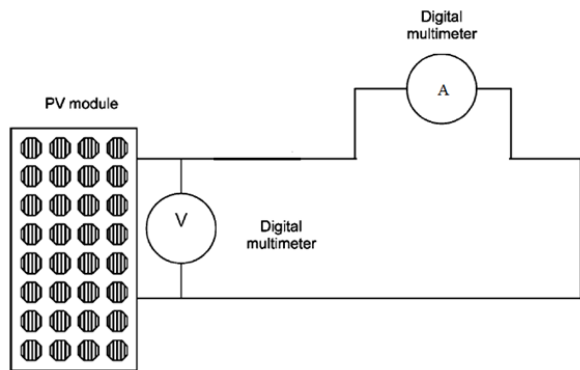 Digital
multimeter
A
PV module
V
Digital
multimeter